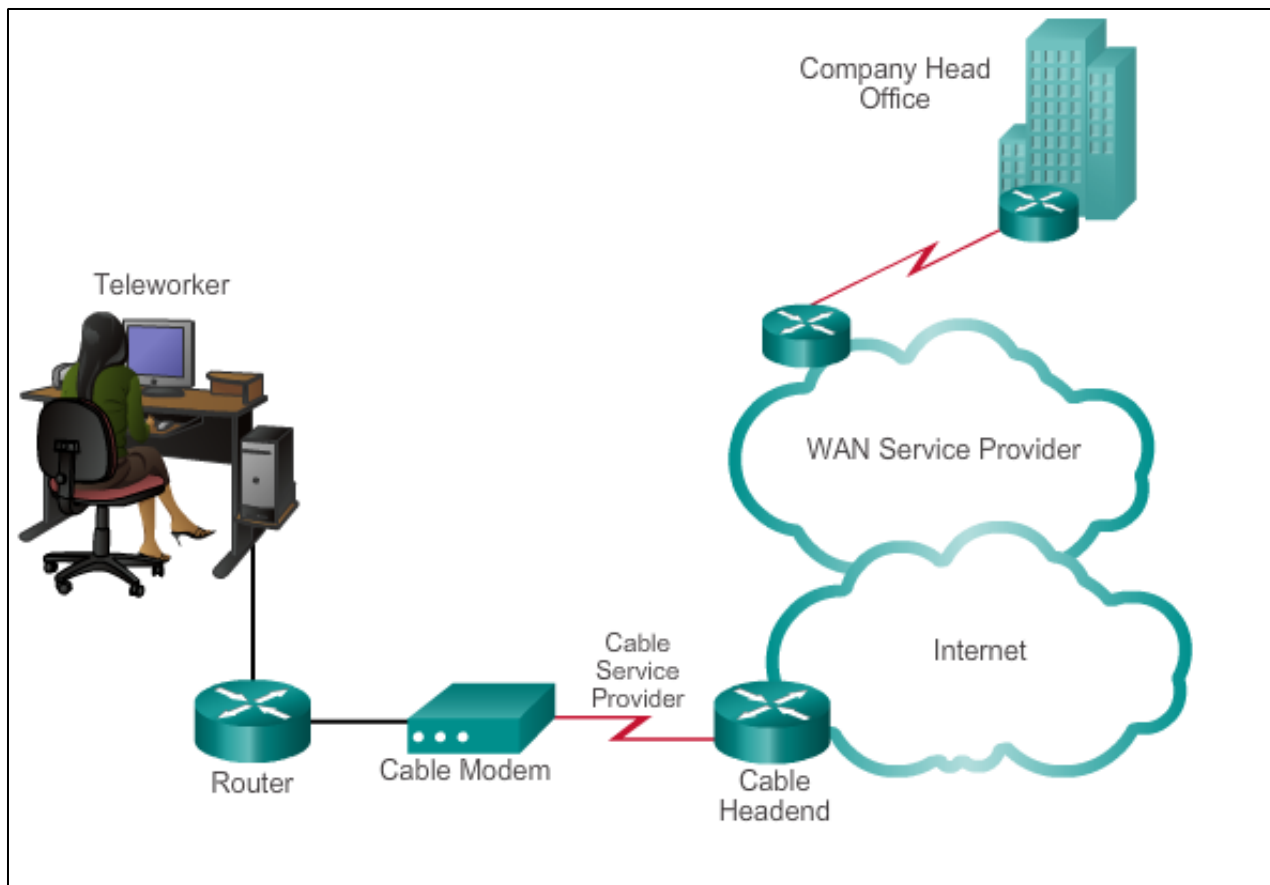 Company Head
Office
Teleworker
WAN Service Provider
Internet
Cable
Service
Provider
Router
Cable Modem
Cable
Headend